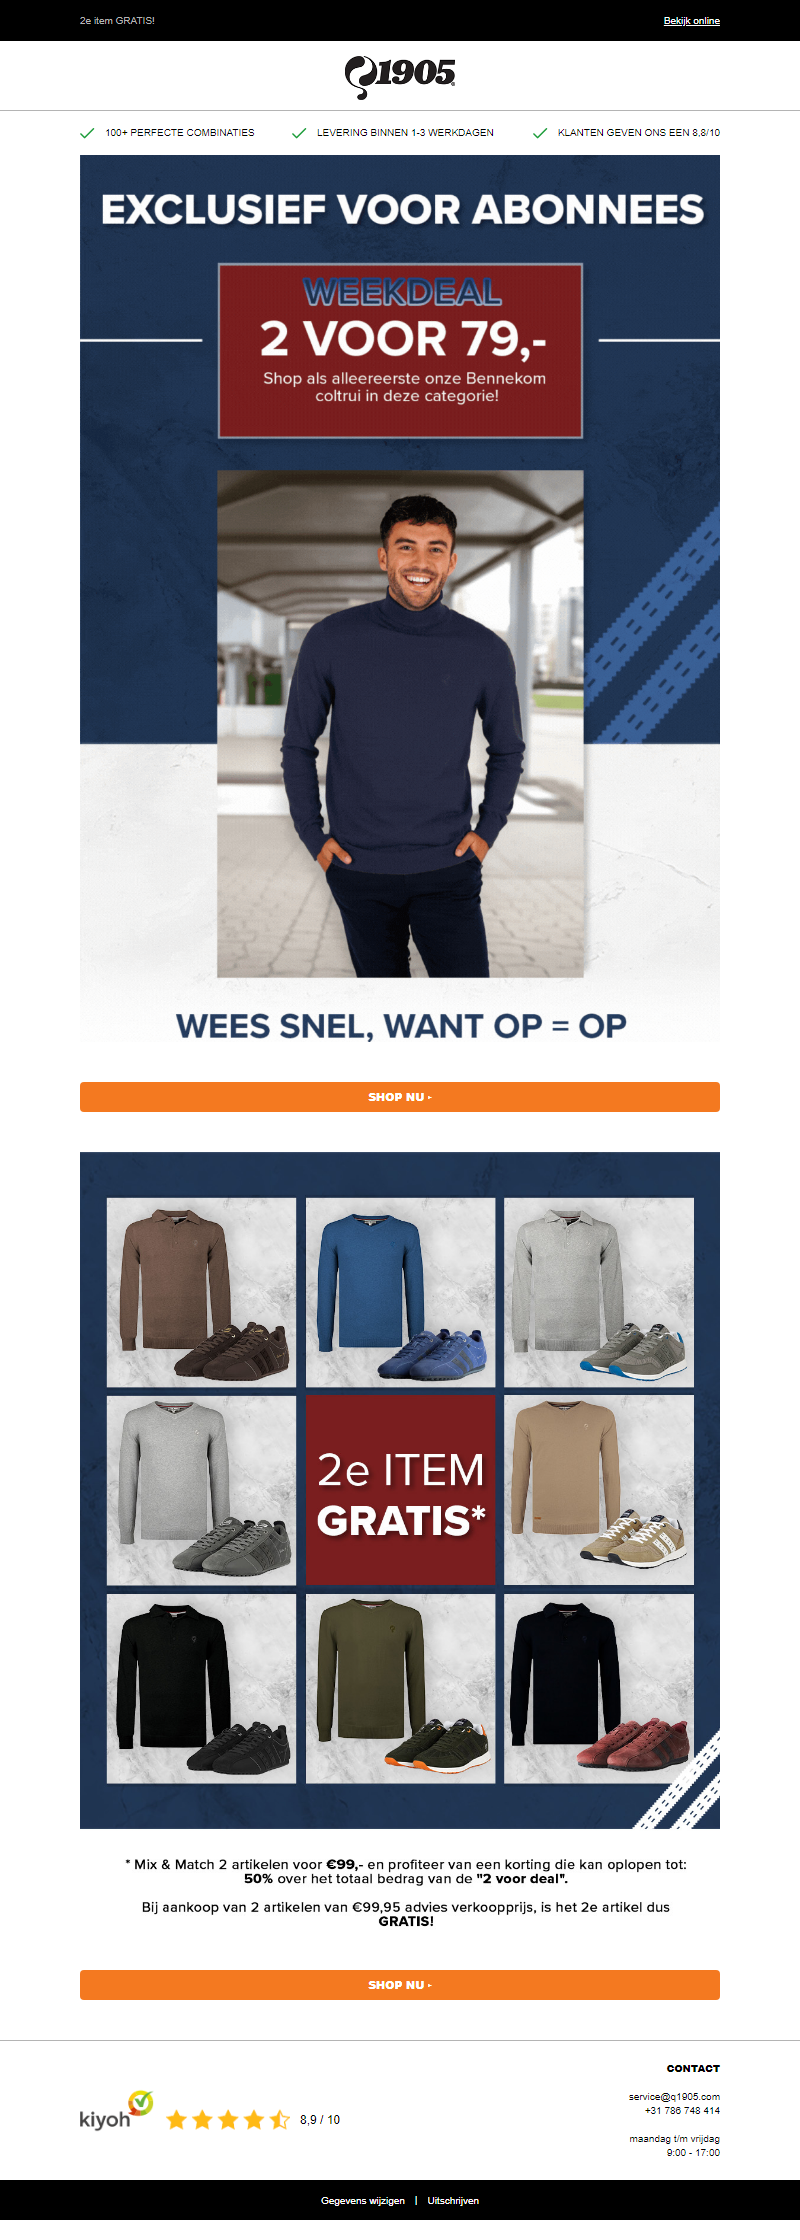 2e item GRATIS!
Bekijk online
1905
100+ PERFECTE COMBINATIES
LEVERING BINNEN 1-3 WERKDAGEN
KLANTEN GEVEN ONS EEN 8,8/10
EXCLUSIEF VOOR ABONNEES
WEEKDEAL
2 VOOR 79,-
Shop als alleereerste onze Bennekom
coltrui in deze categorie!
WEES SNEL, WANT OP = OP
SHOP NU ▸
2e ITEM
GRATIS*
* Mix & Match 2 artikelen voor €99,- en profiteer van een korting die kan oplopen tot:
50% over het totaal bedrag van de "2 voor deal".
Bij aankoop van 2 artikelen van €99,95 advies verkoopprijs, is het 2e artikel dus
GRATIS!
SHOP NU ▸
CONTACT
service@q1905.com
+31 786 748 414
maandag t/m vrijdag
9:00 - 17:00
kiyoh
8,9 / 10
Gegevens wijzigen | Uitschrijven